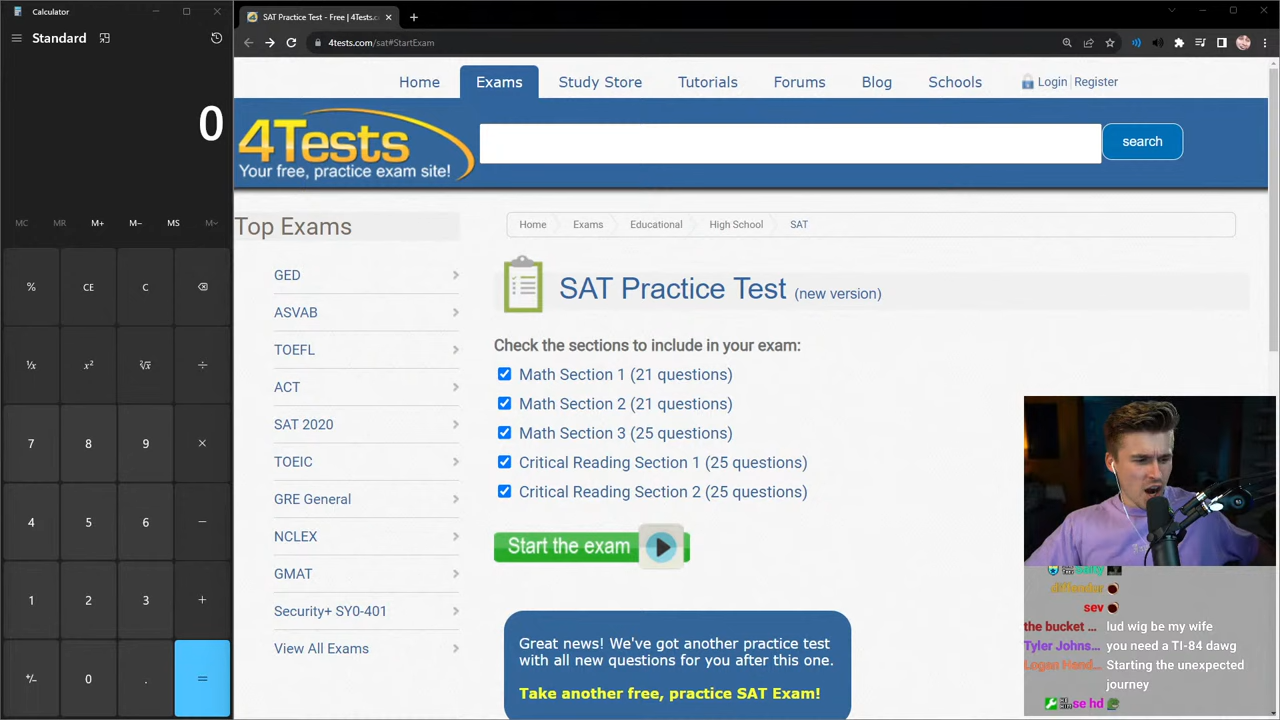 Calculator
Standard
0
MC MR M+ M− MS M˅
% CE C
¹/x x² ²√x ÷
7 8 9 ×
4 5 6 −
1 2 3 +
+/− 0 . =
SAT Practice Test - Free | 4Tests.c
4tests.com/sat#StartExam
Home Exams Study Store Tutorials Forums Blog Schools Login Register
4Tests
Your free, practice exam site!
search
Top Exams
GED
ASVAB
TOEFL
ACT
SAT 2020
TOEIC
GRE General
NCLEX
GMAT
Security+ SY0-401
View All Exams
Home Exams Educational High School SAT
SAT Practice Test (new version)
Check the sections to include in your exam:
Math Section 1 (21 questions)
Math Section 2 (21 questions)
Math Section 3 (25 questions)
Critical Reading Section 1 (25 questions)
Critical Reading Section 2 (25 questions)
Start the exam
Great news! We've got another practice test
with all new questions for you after this one.
Take another free, practice SAT Exam!
sev
the bucket ... lud wig be my wife
Tyler Johns... you need a TI-84 dawg
Logan Hand... Starting the unexpected
journey
se hd